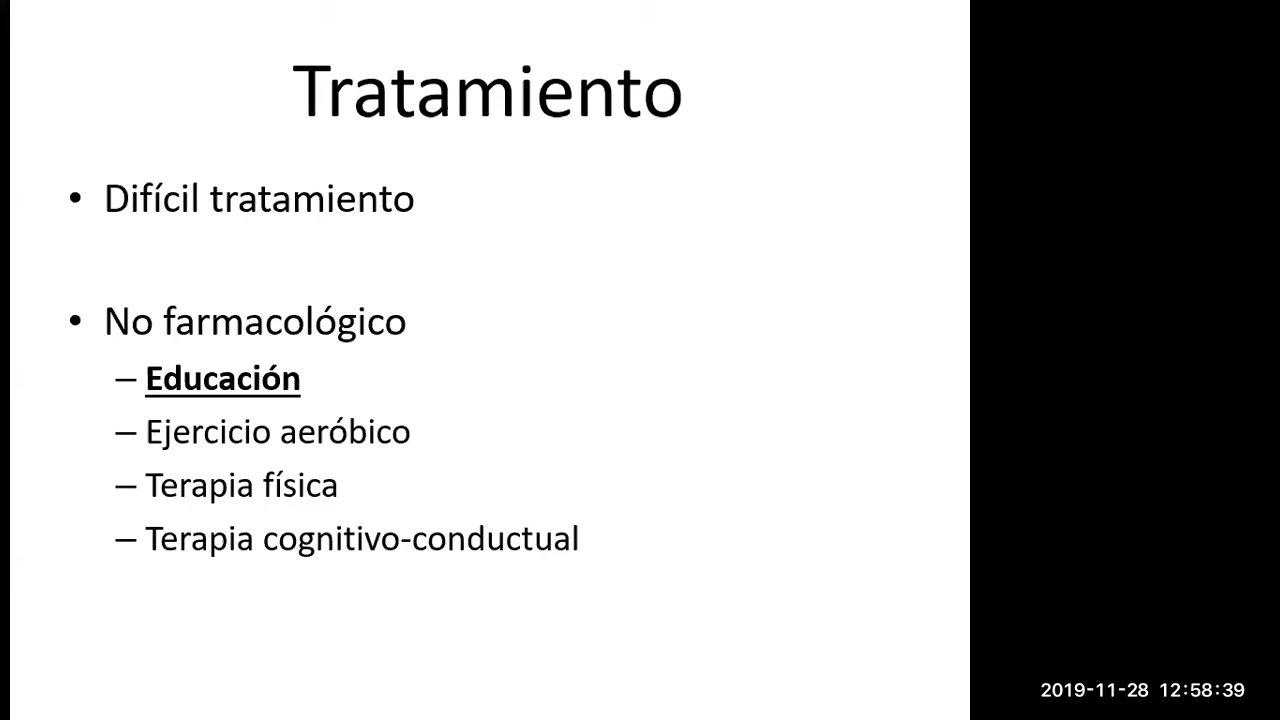 Tratamiento
• Difícil tratamiento
• No farmacológico
– Educación
– Ejercicio aeróbico
– Terapia física
– Terapia cognitivo-conductual
2019-11-28 12:58:39